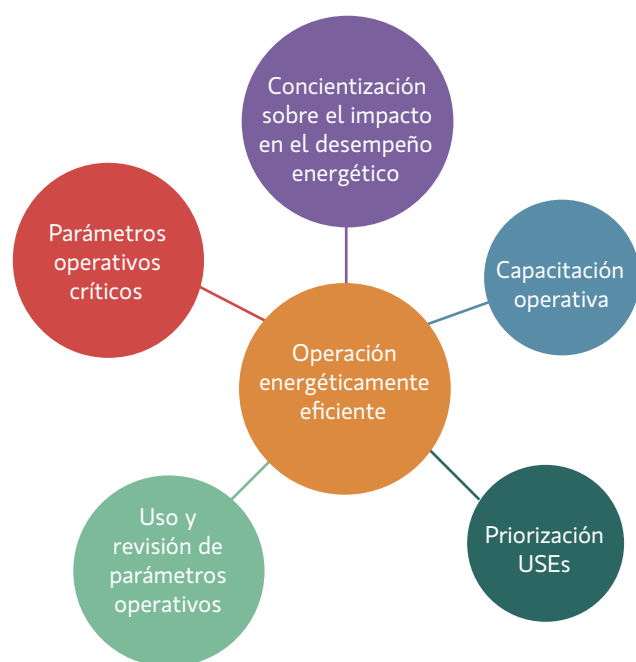 Concientización
sobre el impacto
en el desempeño
energético
Parámetros
operativos
críticos
Capacitación
operativa
Operación
energéticamente
eficiente
Uso y
revisión de
parámetros
operativos
Priorización
USEs